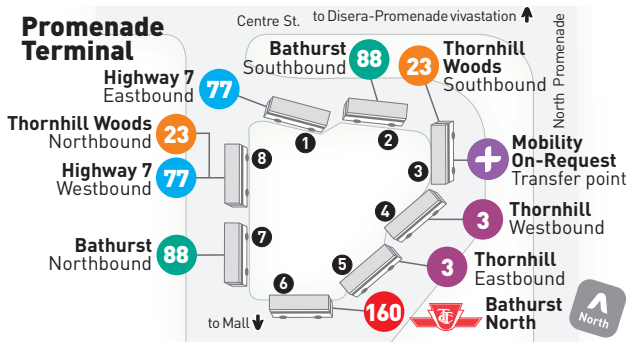 Promenade
Terminal
Centre St.
to Disera-Promenade vivastation
North Promenade
Highway 7
Eastbound
77
Bathurst
Southbound
88
23
Thornhill
Woods
Southbound
Thornhill Woods
Northbound
23
Highway 7
Westbound
77
Mobility
On-Request
Transfer point
3
Thornhill
Westbound
3
Thornhill
Eastbound
Bathurst
Northbound
88
1
2
3
4
5
6
7
8
to Mall
160
TTC
Bathurst
North
North